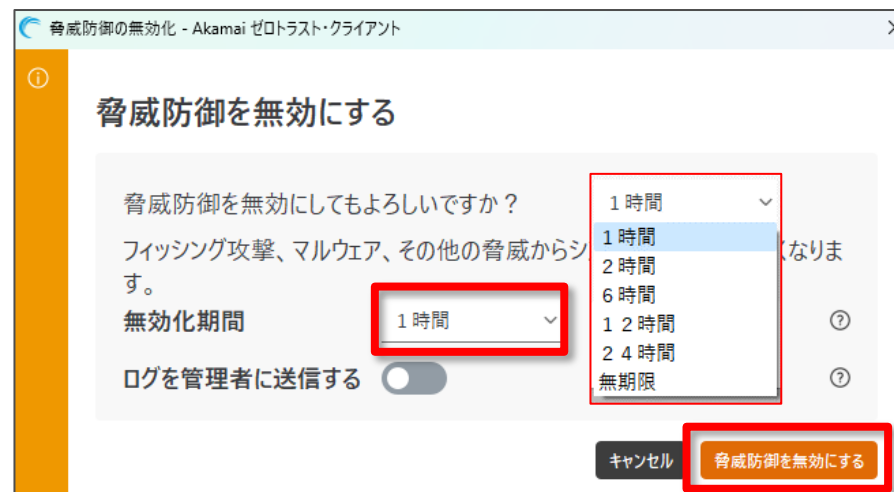 脅威防御の無効化 - Akamai ゼロトラスト・クライアント
脅威防御を無効にする
脅威防御を無効にしてもよろしいですか？
1時間
フィッシング攻撃、マルウェア、その他の脅威からシ
くなりま
す。
1時間
2時間
6時間
１２時間
２４時間
無期限
無効化期間
1時間
ログを管理者に送信する
キャンセル
脅威防御を無効にする